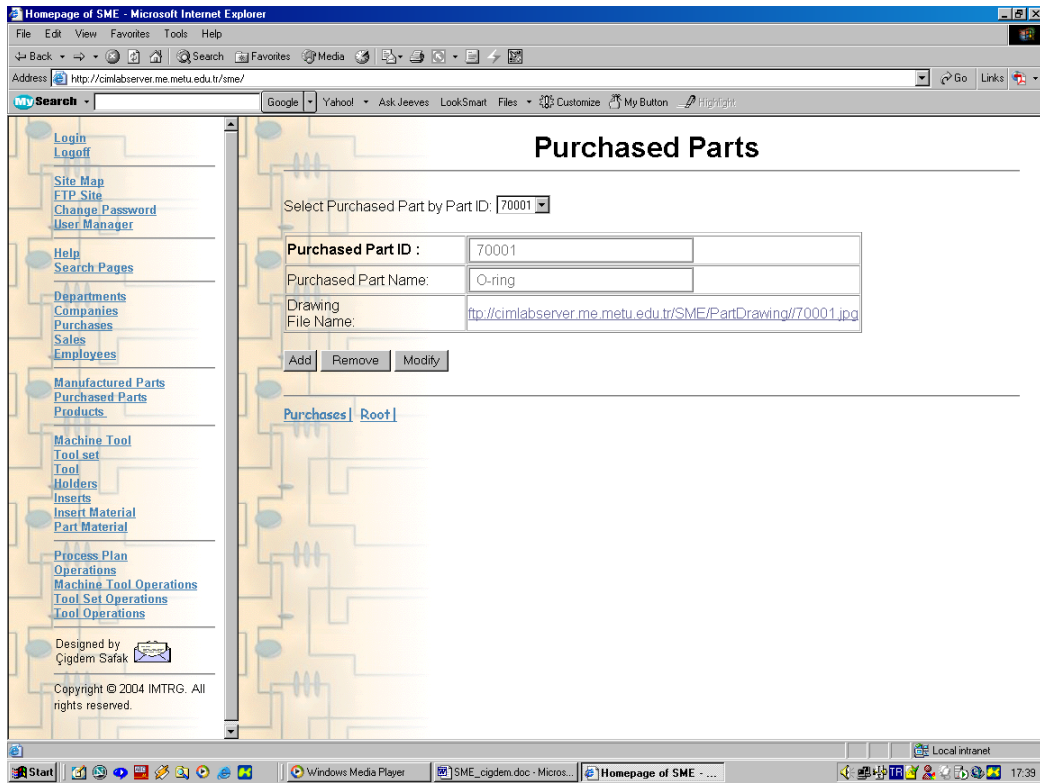 Homepage of SME - Microsoft Internet Explorer
File Edit View Favorites Tools Help
Back Search Favorites Media
Address http://cimlabserver.me.metu.edu.tr/sme/ Go Links
My Search Google Yahoo! Ask Jeeves LookSmart Files Customize My Button Highlight
Login
Logoff
Site Map
FTP Site
Change Password
User Manager
Help
Search Pages
Departments
Companies
Purchases
Sales
Employees
Manufactured Parts
Purchased Parts
Products
Machine Tool
Tool set
Tool
Holders
Inserts
Insert Material
Part Material
Process Plan
Operations
Machine Tool Operations
Tool Set Operations
Tool Operations
Designed by
Çigdem Safak
Copyright © 2004 IMTRG. All
rights reserved.
Purchased Parts
Select Purchased Part by Part ID: 70001
Purchased Part ID : 70001
Purchased Part Name: O-ring
Drawing
File Name: ftp://cimlabserver.me.metu.edu.tr/SME/PartDrawing//70001.jpg
Add Remove Modify
Purchases| Root|
Local intranet
Start Windows Media Player SME_cigdem.doc - Micros... Homepage of SME - ... TR 17:39